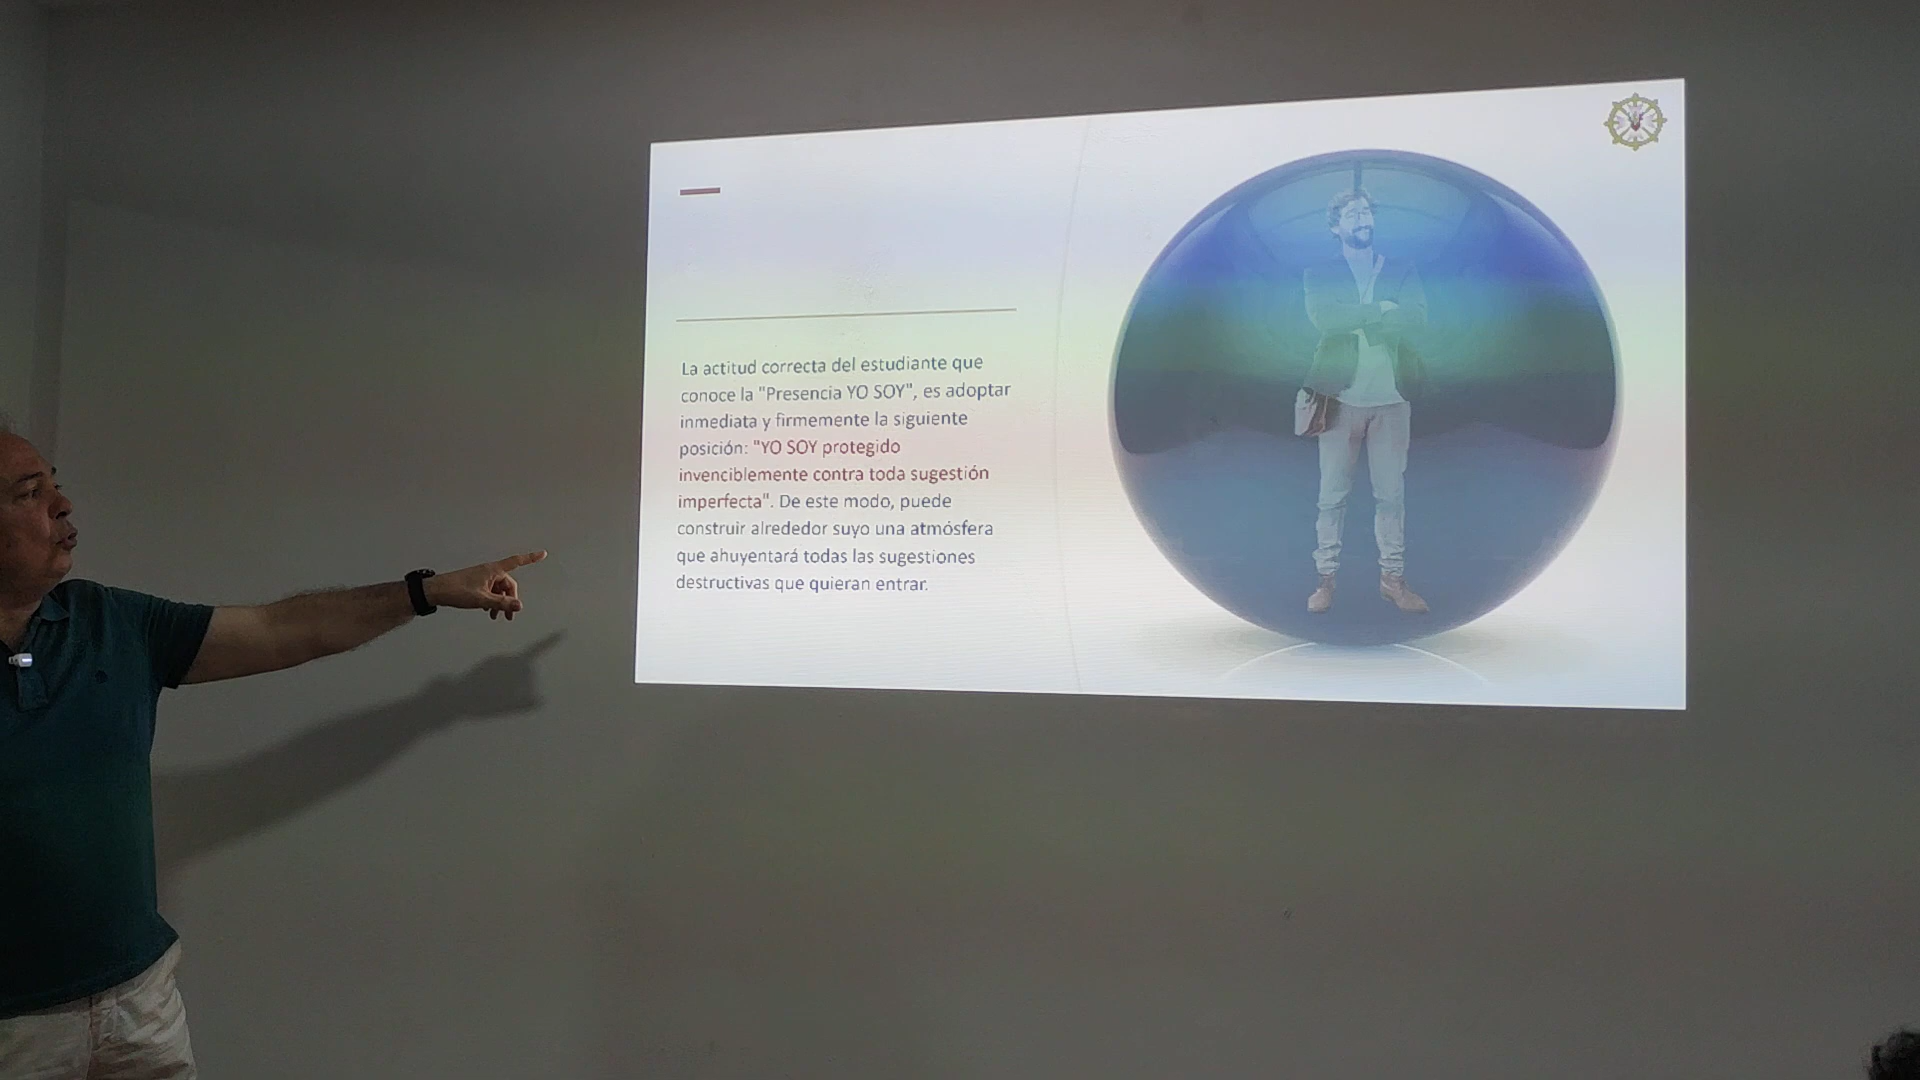 La actitud correcta del estudiante que
conoce la "Presencia YO SOY", es adoptar
inmediata y firmemente la siguiente
posición: "YO SOY protegido
invenciblemente contra toda sugestión
imperfecta". De este modo, puede
construir alrededor suyo una atmósfera
que ahuyentará todas las sugestiones
destructivas que quieran entrar.